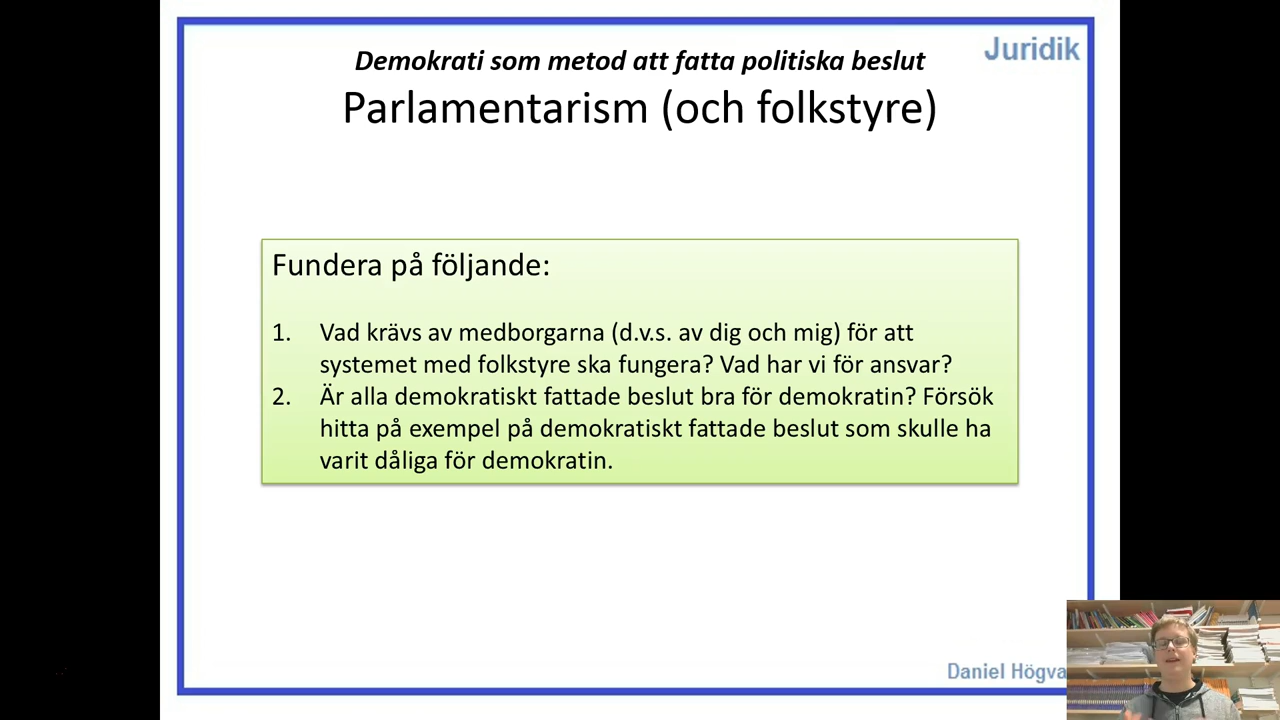 Demokrati som metod att fatta politiska beslut
Juridik
Parlamentarism (och folkstyre)
Fundera på följande:
1. Vad krävs av medborgarna (d.v.s. av dig och mig) för att
systemet med folkstyre ska fungera? Vad har vi för ansvar?
2. Är alla demokratiskt fattade beslut bra för demokratin? Försök
hitta på exempel på demokratiskt fattade beslut som skulle ha
varit dåliga för demokratin.
Daniel Högva